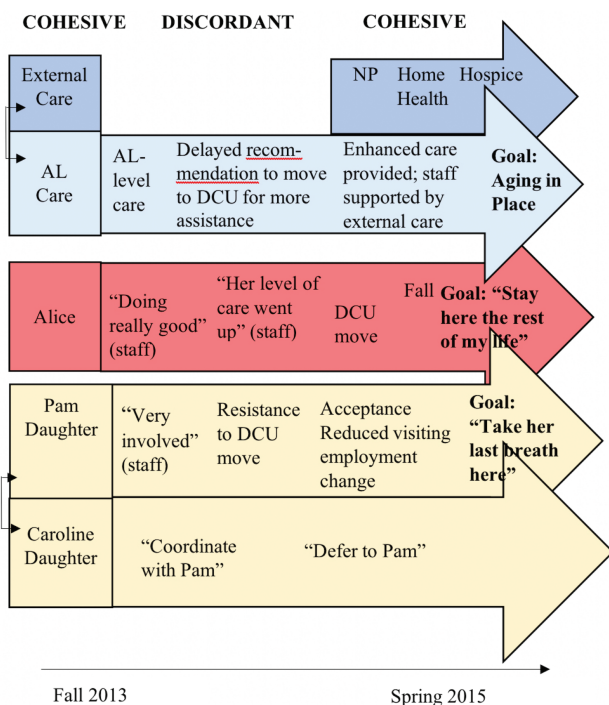 COHESIVE DISCORDANT COHESIVE
External
Care
NP Home Hospice
Health
AL
Care
AL-
level
care
Delayed recom-
mendation to move
to DCU for more
assistance
Enhanced care
provided; staff
supported by
external care
Goal:
Aging in
Place
Alice
“Doing
really good”
(staff)
“Her level of
care went
up” (staff)
DCU
move
Fall
Goal: “Stay
here the rest
of my life”
Pam
Daughter
“Very
involved”
(staff)
Resistance
to DCU
move
Acceptance
Reduced visiting
employment
change
Goal:
“Take her
last breath
here”
Caroline
Daughter
“Coordinate
with Pam”
“Defer to Pam”
Fall 2013 Spring 2015